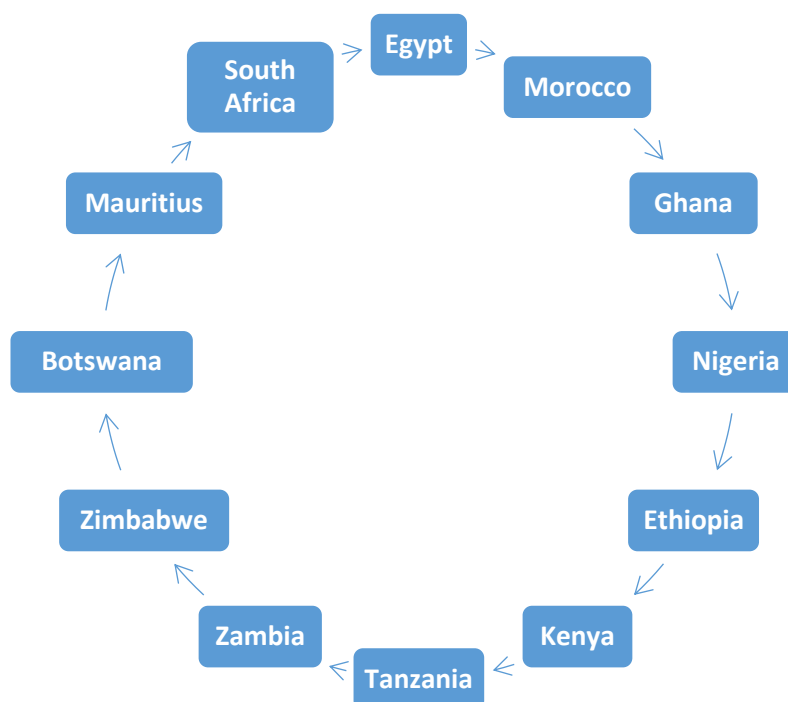 Egypt
Morocco
Ghana
Nigeria
Ethiopia
Kenya
Tanzania
Zambia
Zimbabwe
Botswana
Mauritius
South
Africa